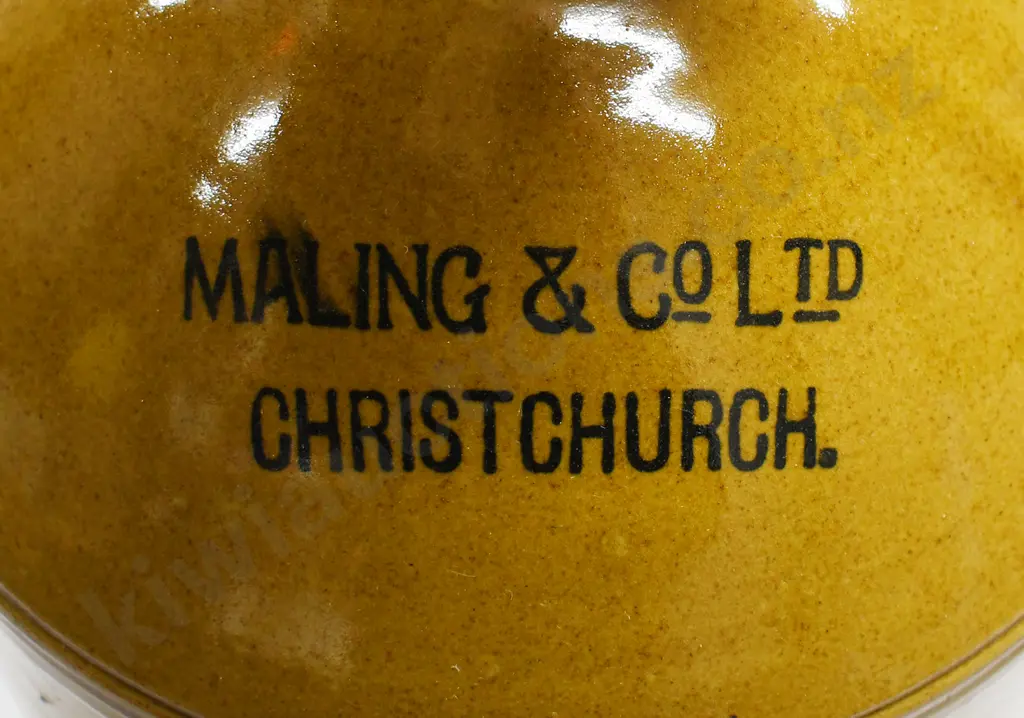 MALING & Co LTD
CHRISTCHURCH.